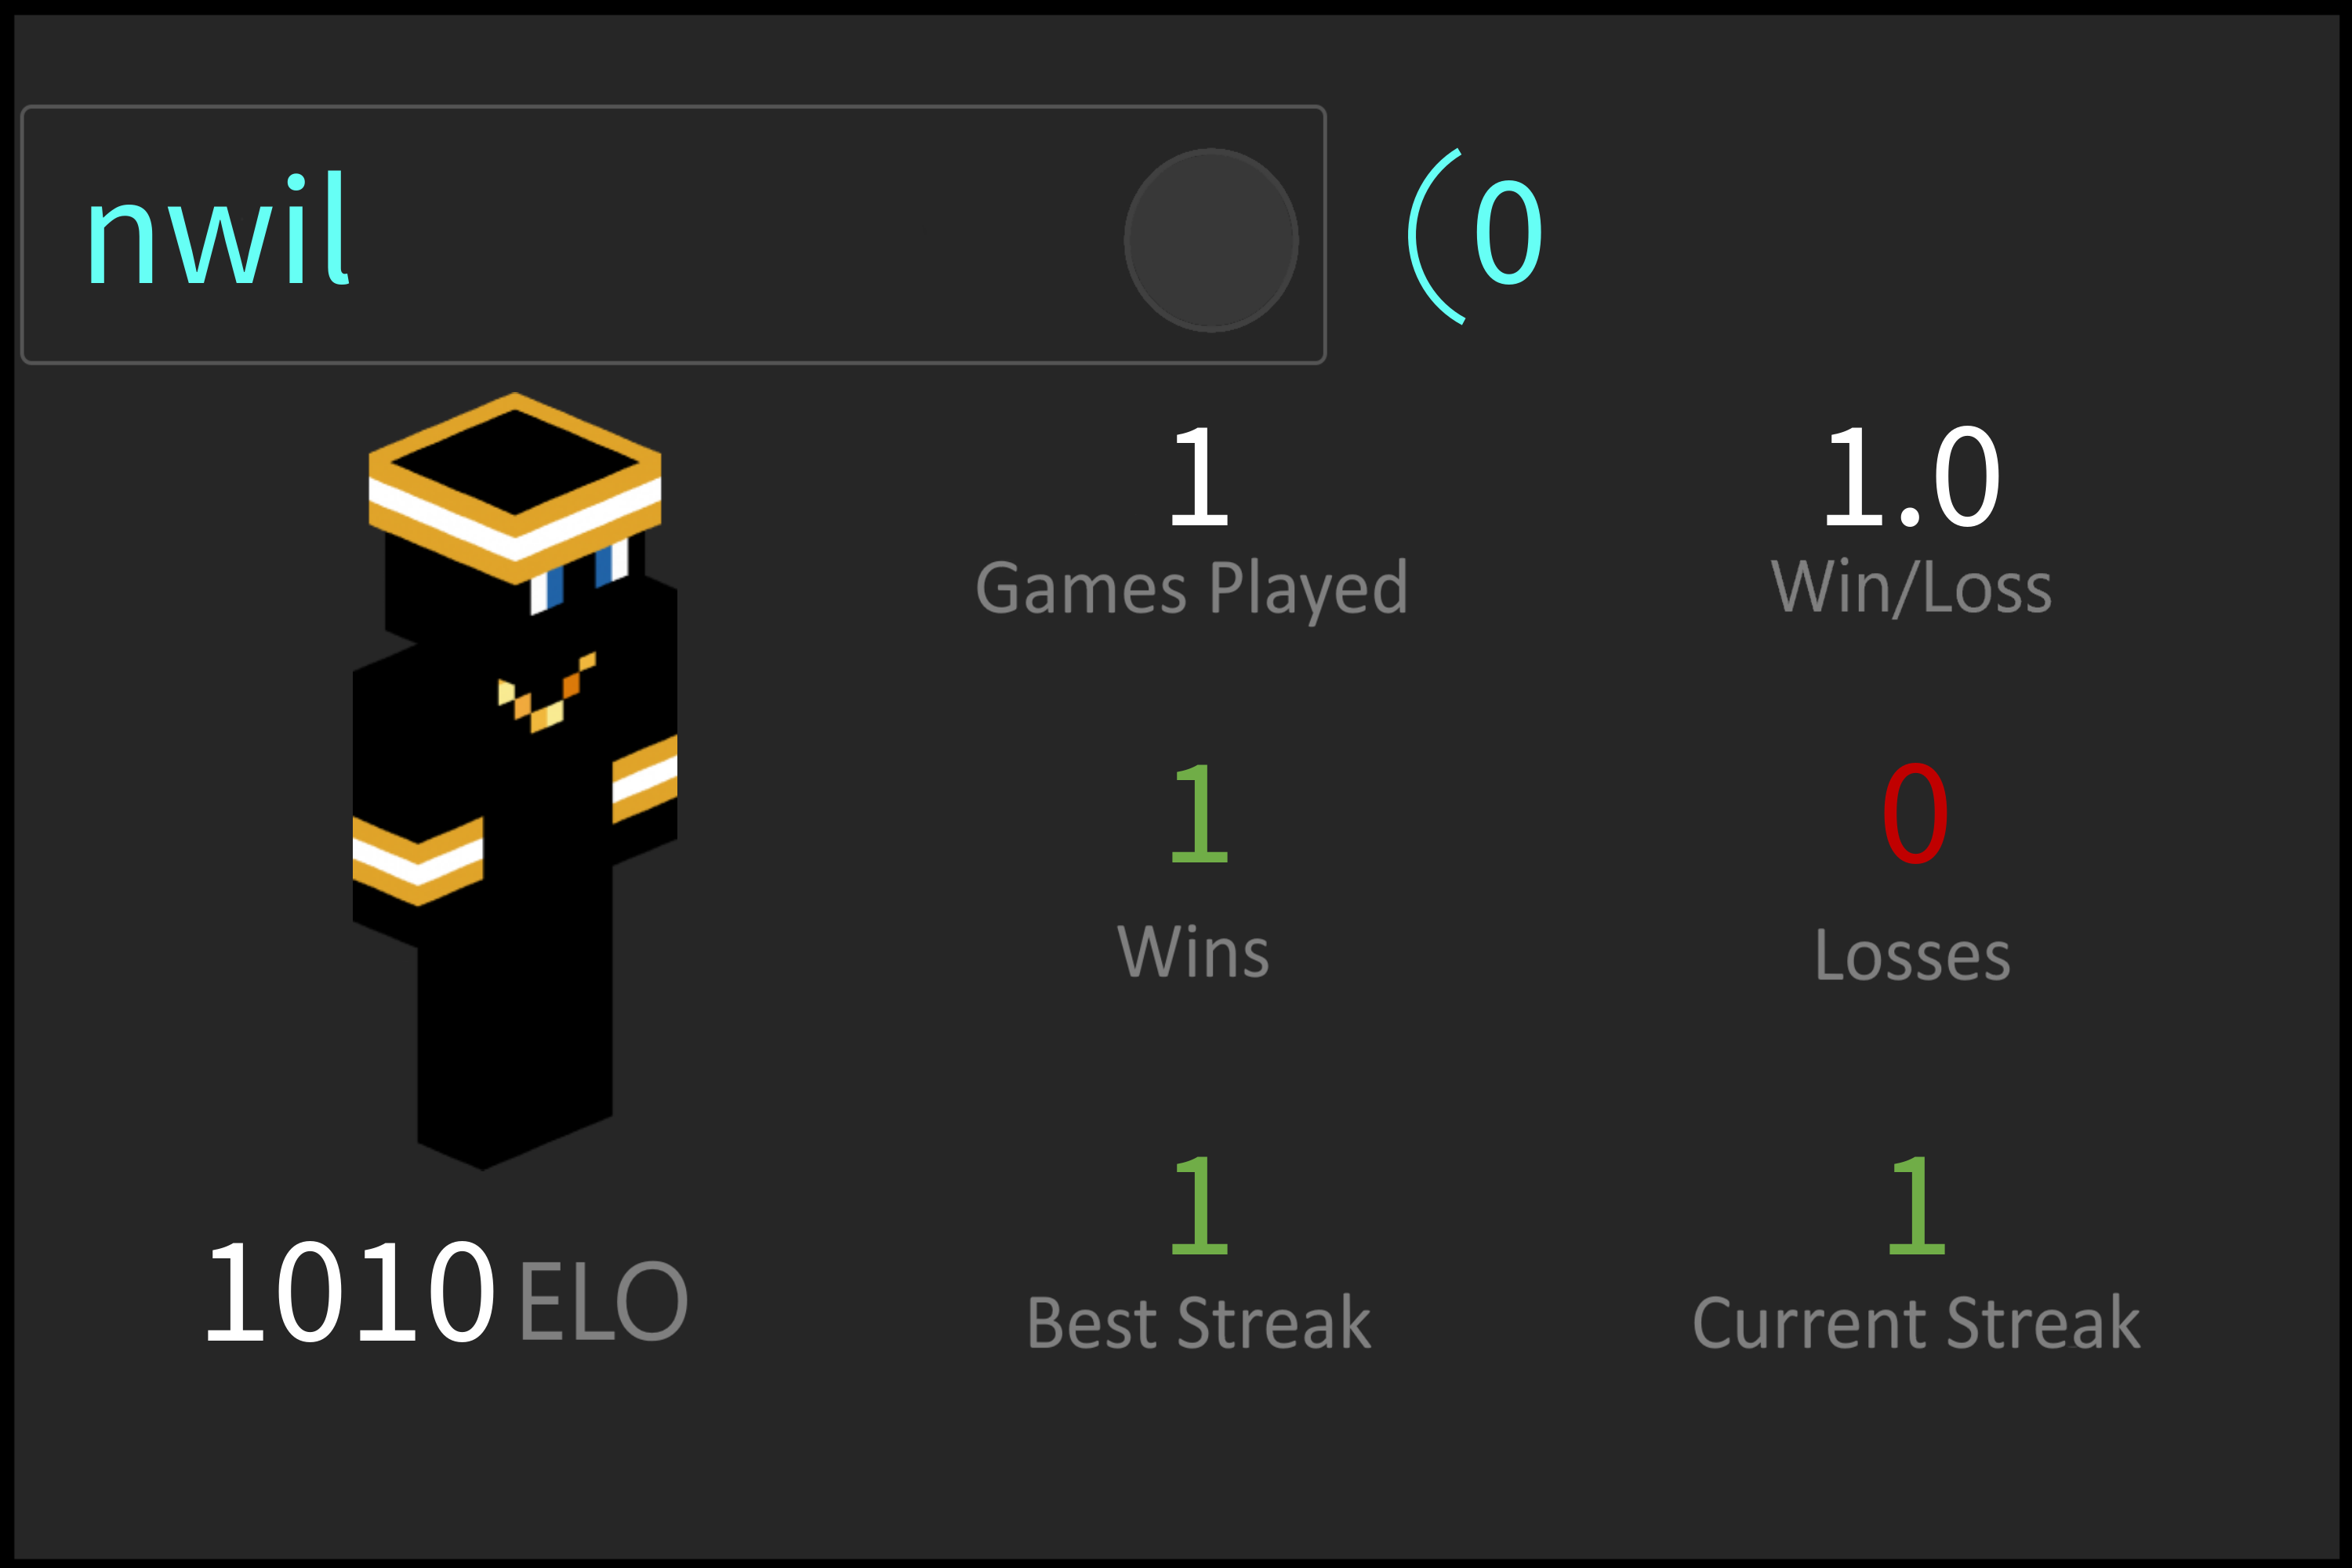 nwil (0
1 1.0
Games Played Win/Loss
1 0
Wins Losses
1 1
1010 ELO Best Streak Current Streak